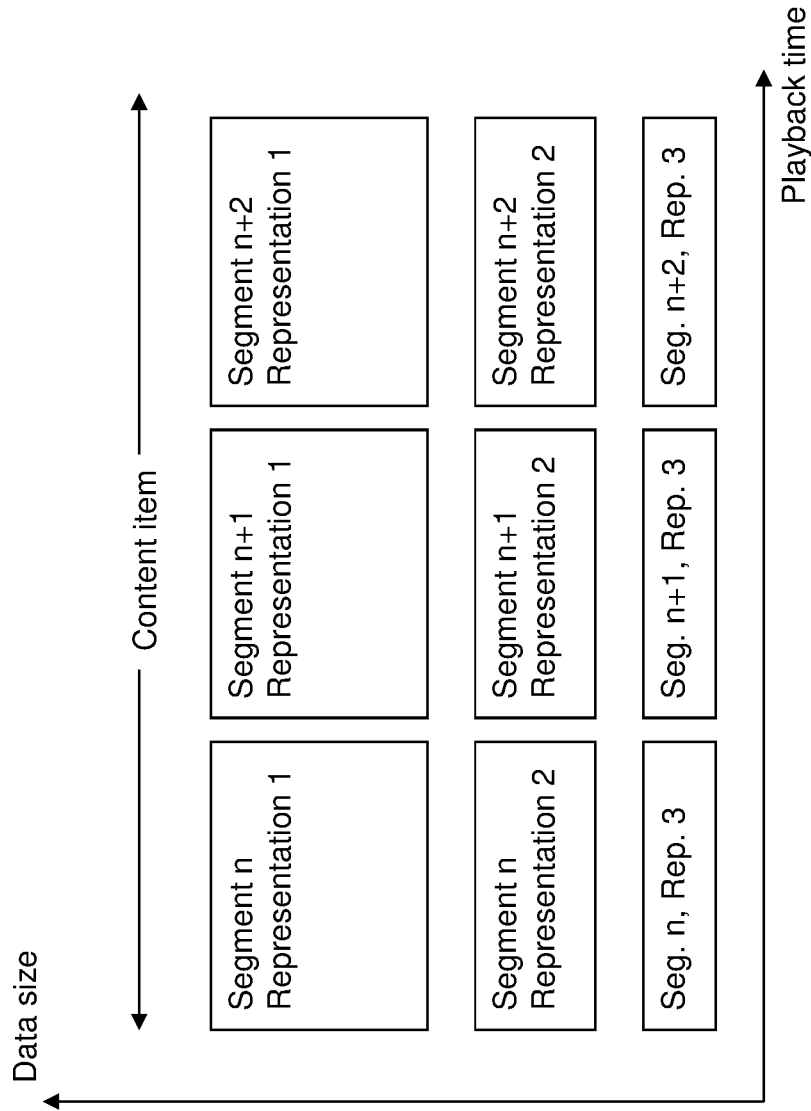 Data size
Content item
Segment n
Representation 1
Segment n+1
Representation 1
Segment n+2
Representation 1
Segment n
Representation 2
Segment n+1
Representation 2
Segment n+2
Representation 2
Seg. n, Rep. 3
Seg. n+1, Rep. 3
Seg. n+2, Rep. 3
Playback time